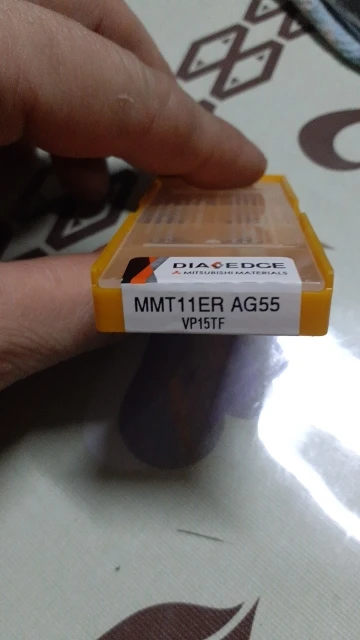 DIAEDGE
MITSUBISHI MATERIALS
MMT11ER AG55
VP15TF